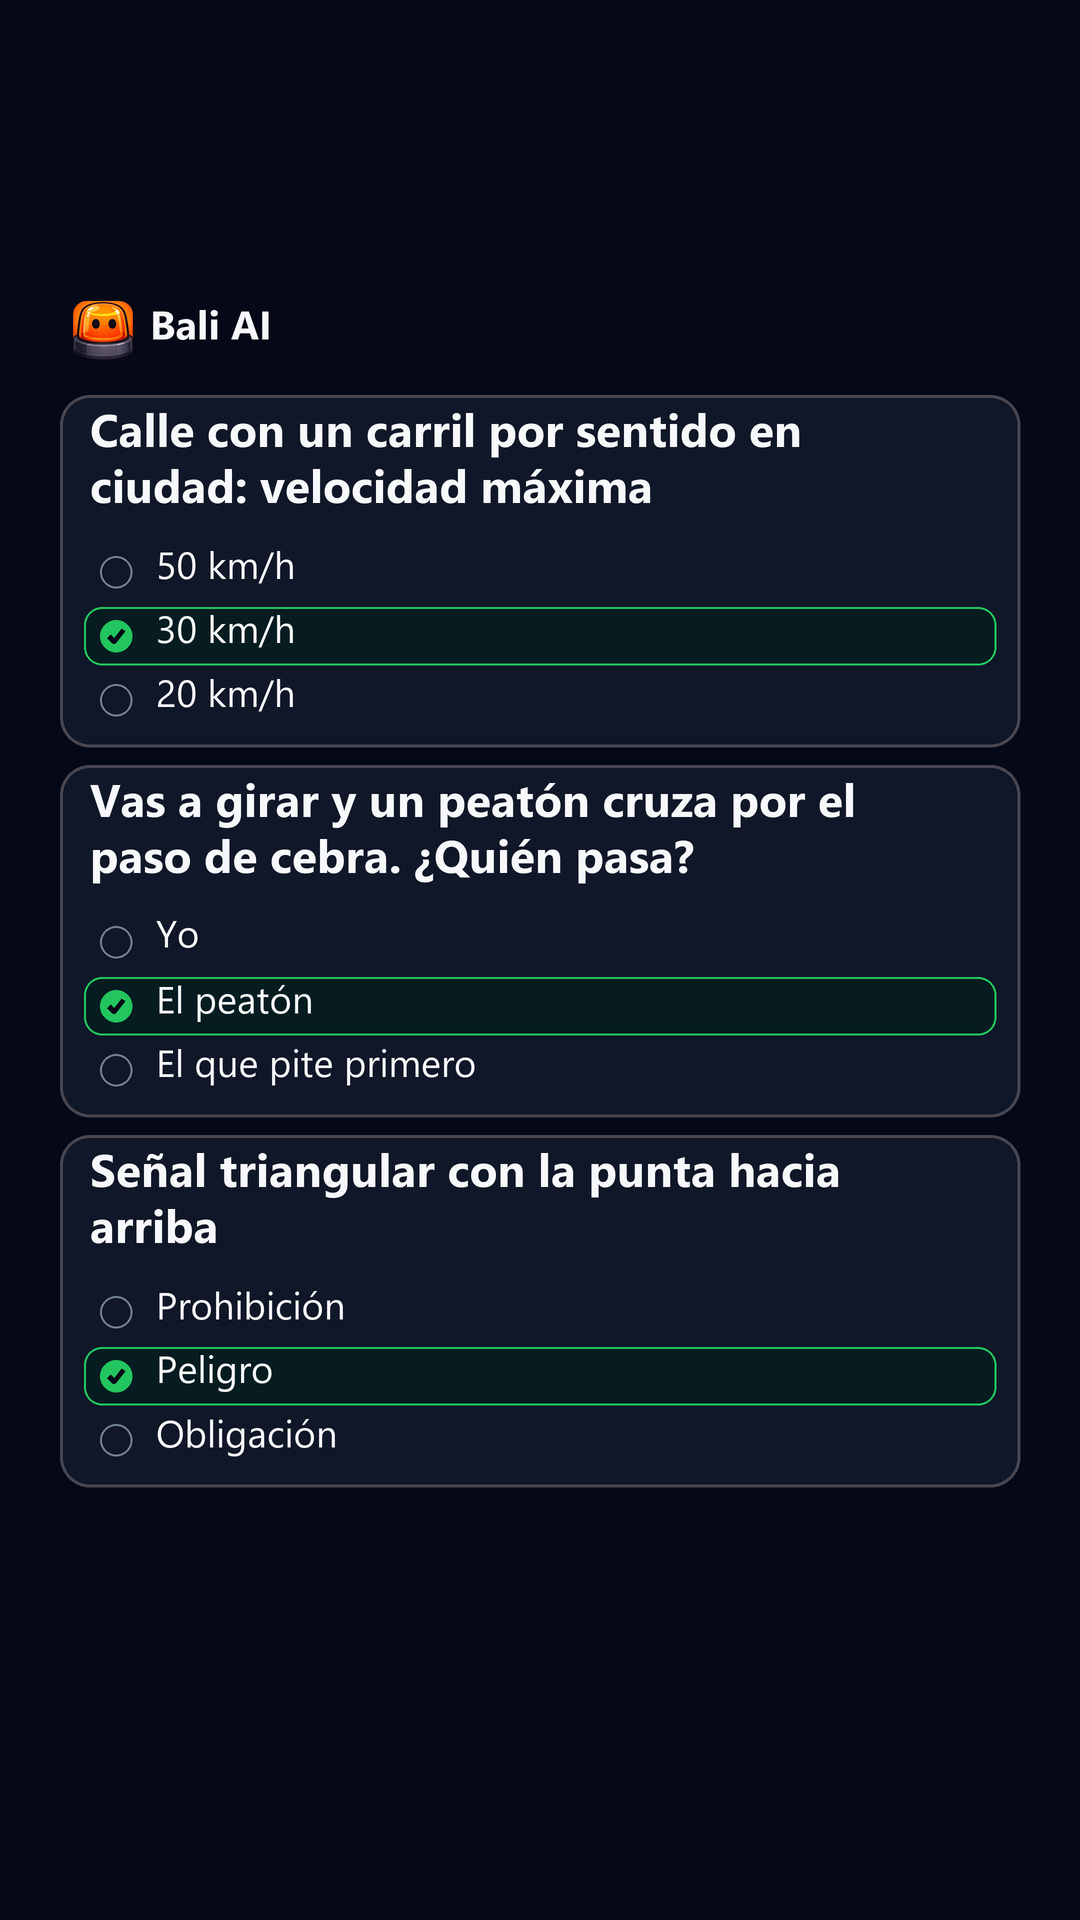 Bali AI
Calle con un carril por sentido en
ciudad: velocidad máxima
50 km/h
30 km/h
20 km/h
Vas a girar y un peatón cruza por el
paso de cebra. ¿Quién pasa?
Yo
El peatón
El que pite primero
Señal triangular con la punta hacia
arriba
Prohibición
Peligro
Obligación